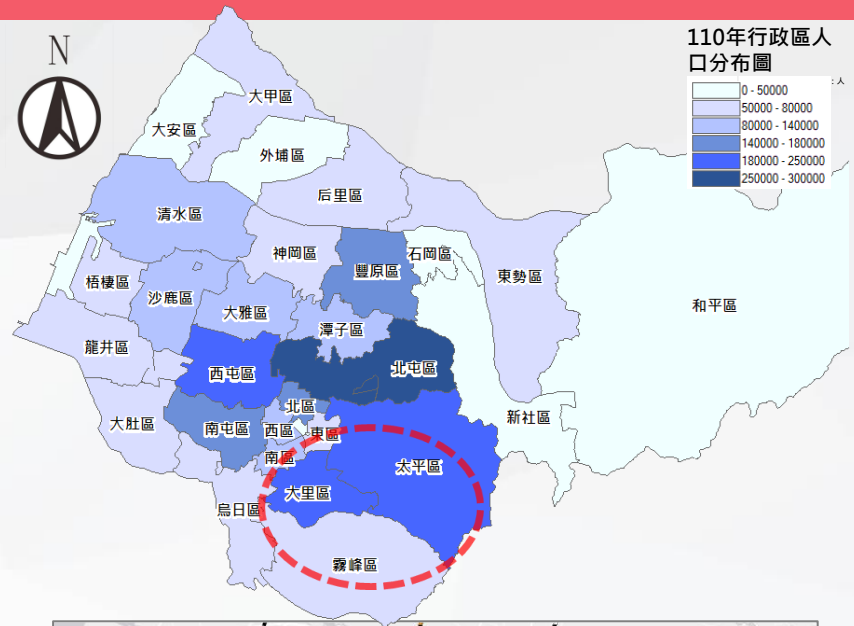 N
110年行政區人
口分布圖
人
0 - 50000
50000 - 80000
80000 - 140000
140000 - 180000
180000 - 250000
250000 - 300000
大甲區
大安區
外埔區
后里區
清水區
神岡區
石岡區
豐原區
東勢區
梧棲區
沙鹿區
和平區
大雅區
潭子區
龍井區
西屯區
北屯區
北區
新社區
大肚區
南屯區
西區
東區
南區
太平區
大里區
烏日區
霧峰區